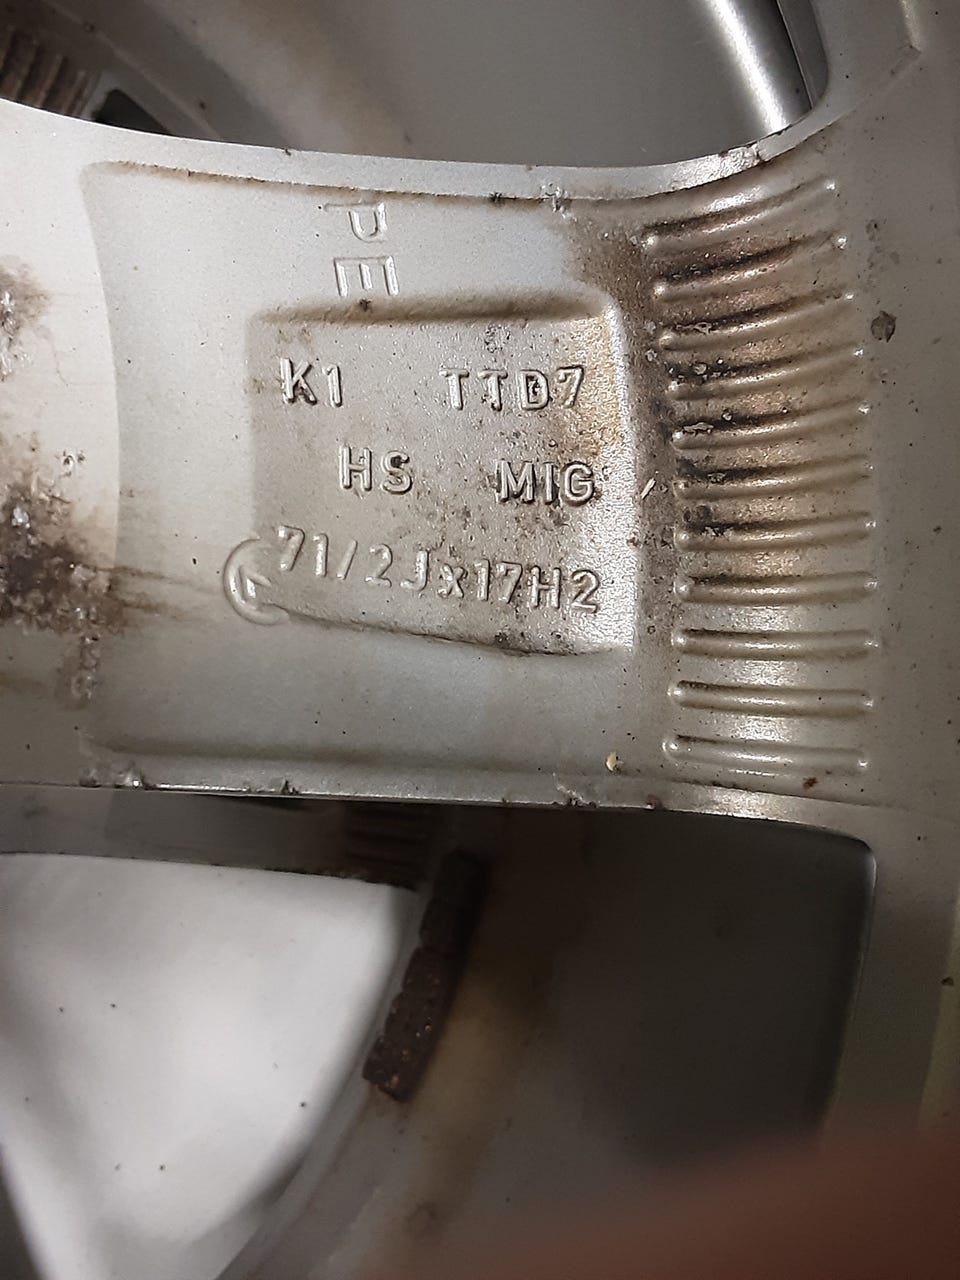 PE
K1 TTD7
HS MIG
71/2Jx17H2